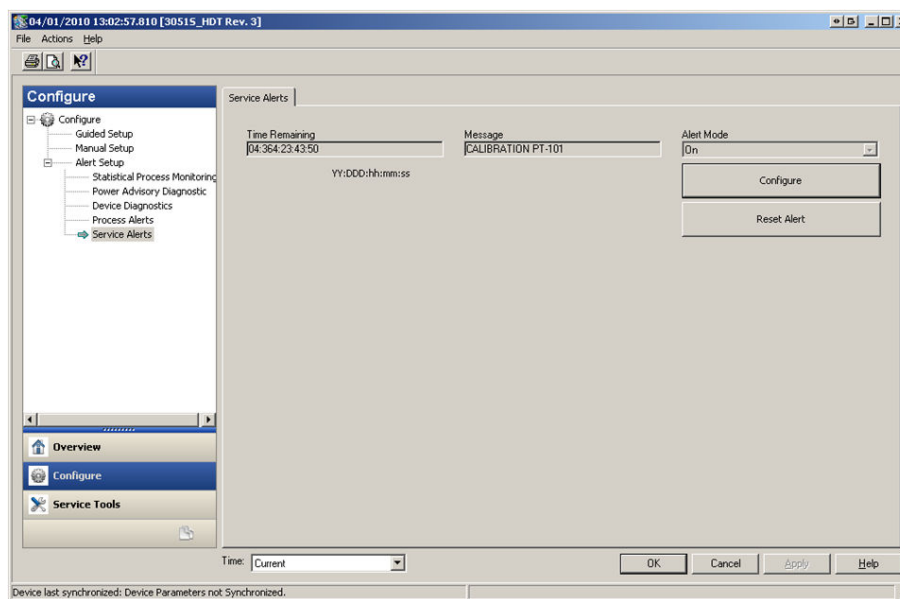 04/01/2010 13:02:57.810 [3051S_HDT Rev. 3]
File Actions Help
Configure
Configure
Guided Setup
Manual Setup
Alert Setup
Statistical Process Monitoring
Power Advisory Diagnostic
Device Diagnostics
Process Alerts
Service Alerts
Overview
Configure
Service Tools
Service Alerts
Time Remaining
04:364:23:43:50
YY:DDD:hh:mm:ss
Message
CALIBRATION PT-101
Alert Mode
On
Configure
Reset Alert
Time: Current
OK Cancel Apply Help
Device last synchronized: Device Parameters not Synchronized.